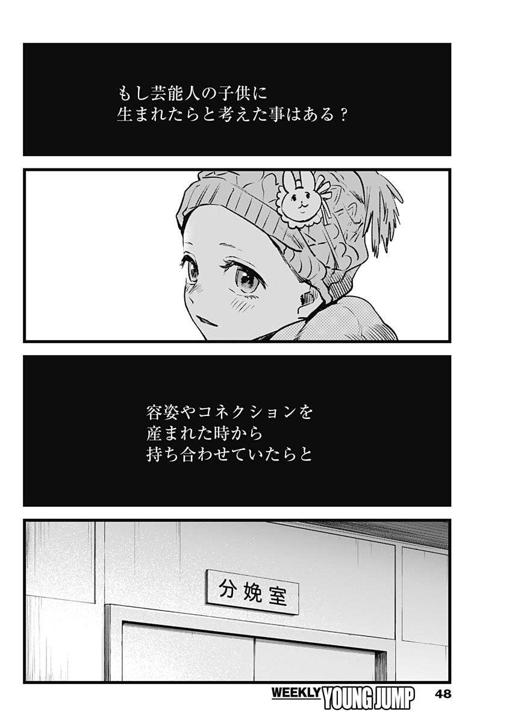 もし芸能人の子供に
生まれたらと考えた事はある？
容姿やコネクションを
産まれた時から
持ち合わせていたらと
分娩室
WEEKLY YOUNG JUMP 48